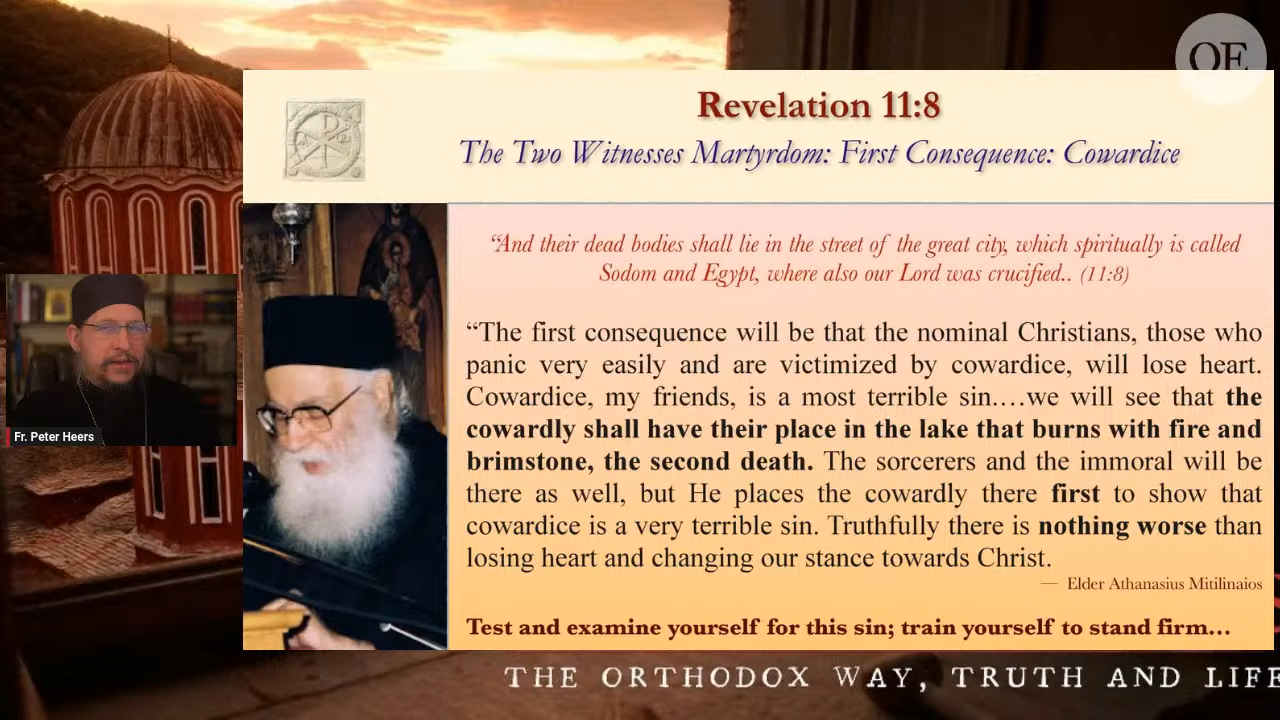 OE
Revelation 11:8
The Two Witnesses Martyrdom: First Consequence: Cowardice
“And their dead bodies shall lie in the street of the great city, which spiritually is called
Sodom and Egypt, where also our Lord was crucified.. (11:8)
“The first consequence will be that the nominal Christians, those who
panic very easily and are victimized by cowardice, will lose heart.
Cowardice, my friends, is a most terrible sin.…we will see that the
cowardly shall have their place in the lake that burns with fire and
brimstone, the second death. The sorcerers and the immoral will be
there as well, but He places the cowardly there first to show that
cowardice is a very terrible sin. Truthfully there is nothing worse than
losing heart and changing our stance towards Christ.
— Elder Athanasius Mitilinaios
Test and examine yourself for this sin; train yourself to stand firm...
Fr. Peter Heers
THE ORTHODOX WAY, TRUTH AND LIFE